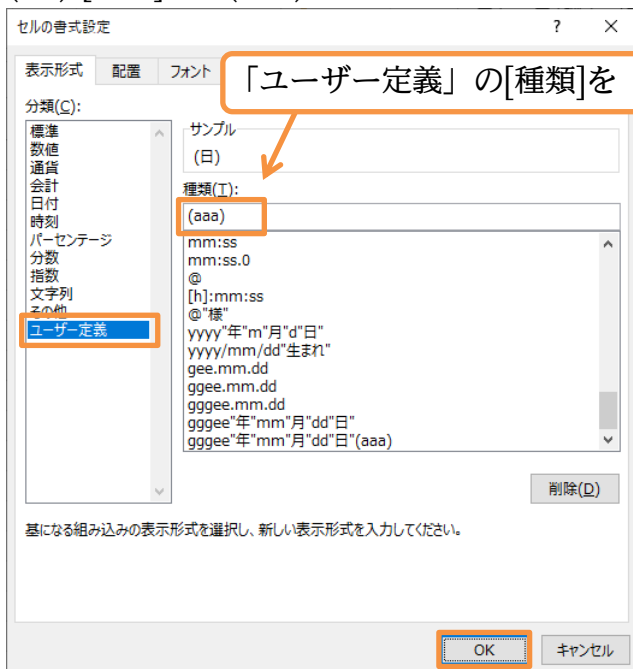 セルの書式設定 ? ×
表示形式 配置 フォント
「ユーザー定義」の[種類]を
分類(C):
標準
数値
通貨
会計
日付
時刻
パーセンテージ
分数
指数
文字列
その他
ユーザー定義
サンプル
(日)
種類(T):
(aaa)
mm:ss
mm:ss.0
@
[h]:mm:ss
@"様"
yyyy"年"m"月"d"日"
yyyy/mm/dd"生まれ"
gee.mm.dd
ggee.mm.dd
gggee.mm.dd
gggee"年"mm"月"dd"日"
gggee"年"mm"月"dd"日"(aaa)
削除(D)
基になる組み込みの表示形式を選択し、新しい表示形式を入力してください。
OK キャンセル